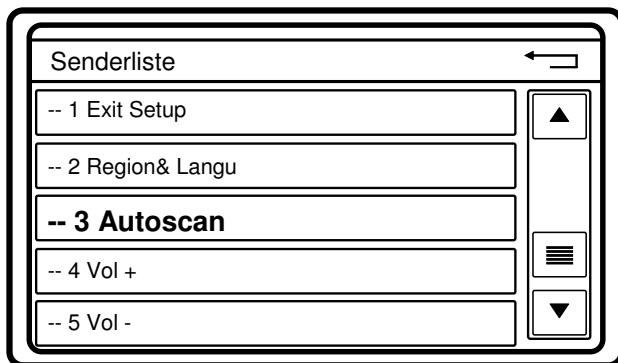 Senderliste
-- 1 Exit Setup
-- 2 Region& Langu
-- 3 Autoscan
-- 4 Vol +
-- 5 Vol -